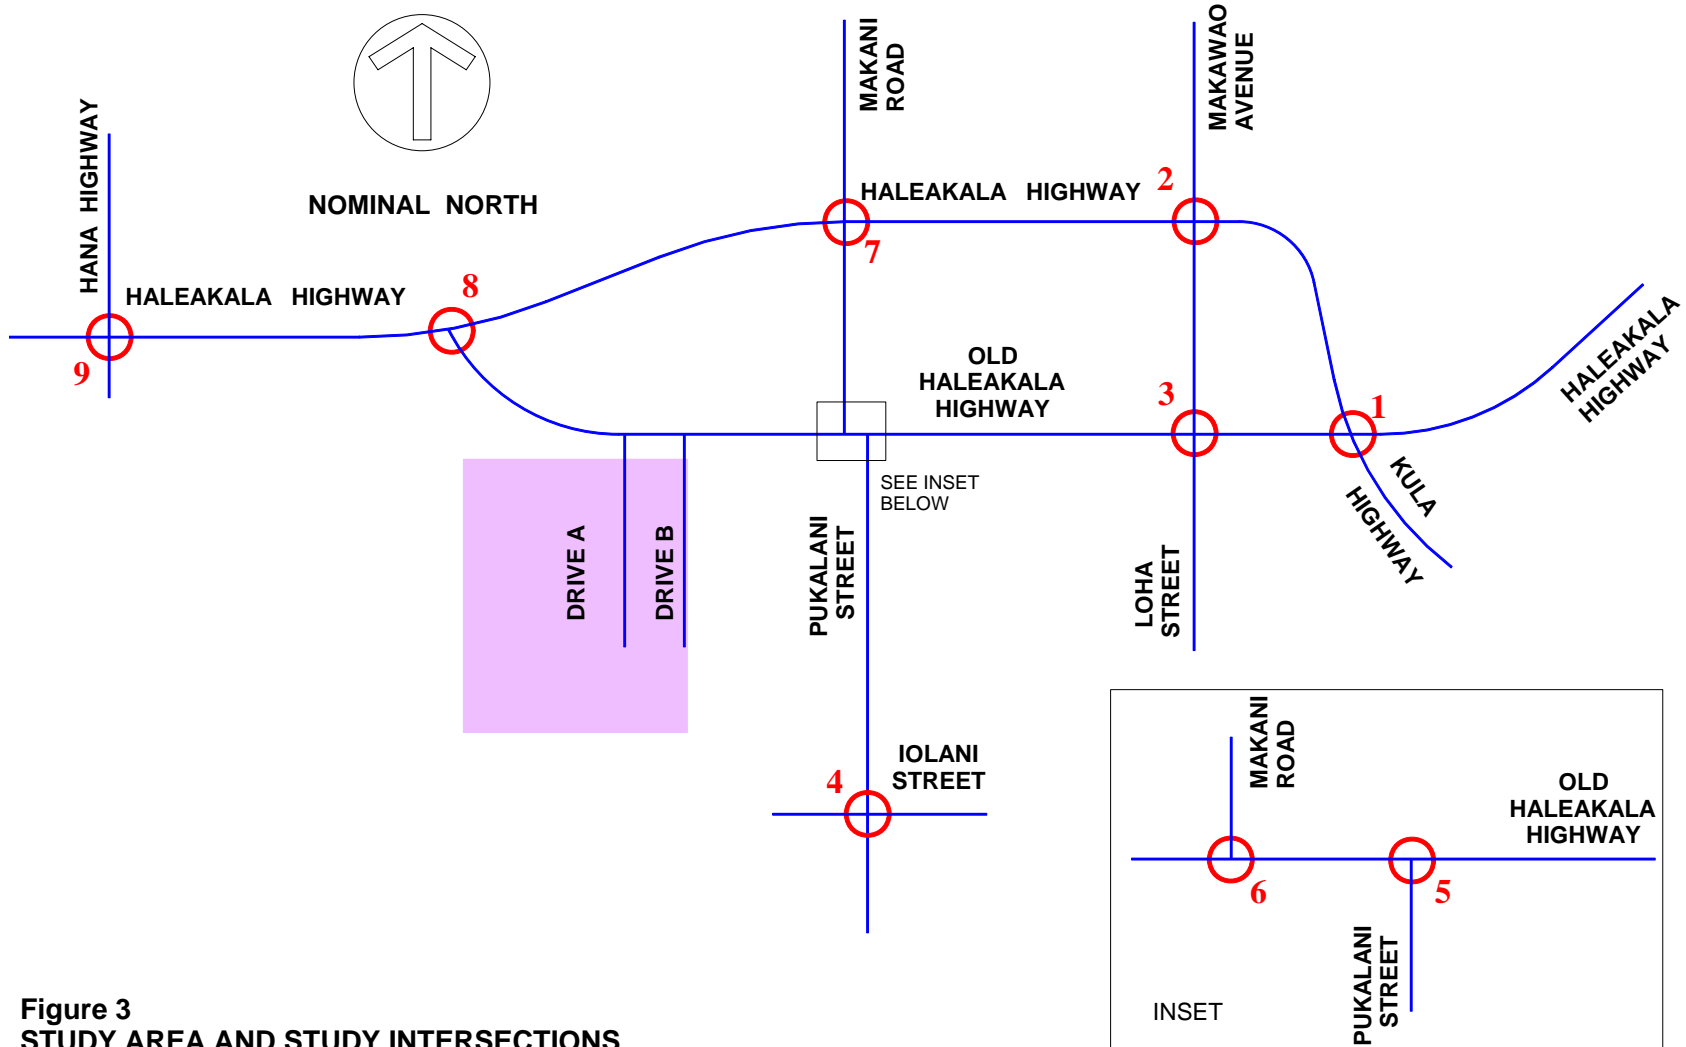 MAKANI
ROAD
MAKAWAO
AVENUE
HANA HIGHWAY
NOMINAL NORTH
HALEAKALA HIGHWAY
2
7
8
HALEAKALA HIGHWAY
9
OLD
HALEAKALA
HIGHWAY
3
1
HALEAKALA
HIGHWAY
KULA
HIGHWAY
SEE INSET
BELOW
DRIVE A
DRIVE B
PUKALANI
STREET
LOHA
STREET
IOLANI
STREET
4
MAKANI
ROAD
OLD
HALEAKALA
HIGHWAY
6
5
PUKALANI
STREET
INSET
Figure 3
STUDY AREA AND STUDY INTERSECTIONS